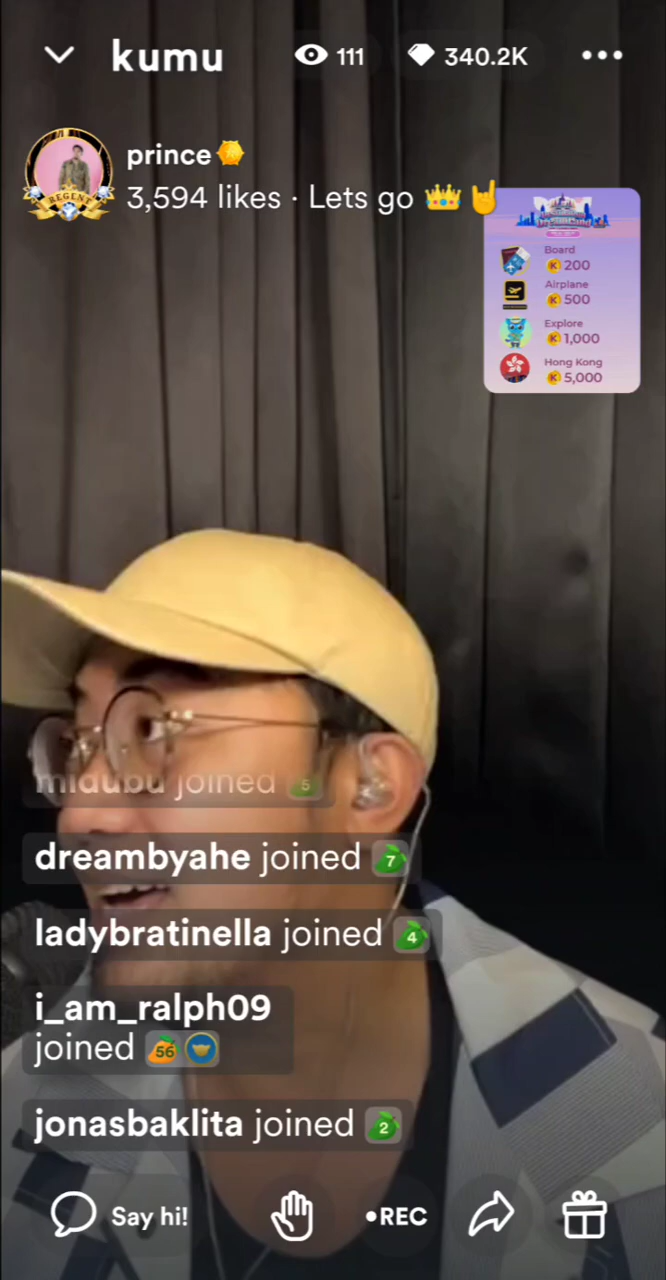 kumu
111
340.2K
prince
3,594 likes · Lets go 👑 🤘
REGENT
Board
K 200
Airplane
K 500
Explore
K 1,000
Hong Kong
K 5,000
midubu joined 5
dreambyahe joined 7
ladybratinella joined 4
i_am_ralph09
joined 56
jonasbaklita joined 2
Say hi!
•REC